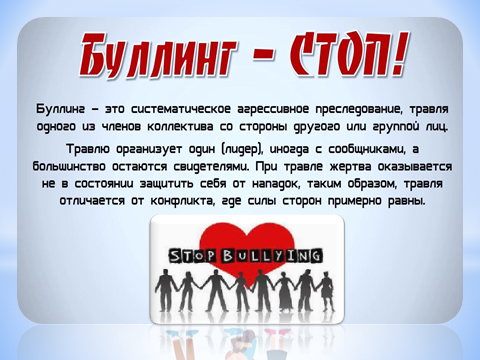 Буллинг - СТОП!
Буллинг – это систематическое агрессивное преследование, травля
одного из членов коллектива со стороны другого или группой лиц.
Травлю организует один (лидер), иногда с сообщниками, а
большинство остаются свидетелями. При травле жертва оказывается
не в состоянии защитить себя от нападок, таким образом, травля
отличается от конфликта, где силы сторон примерно равны.
STOP BULLYING